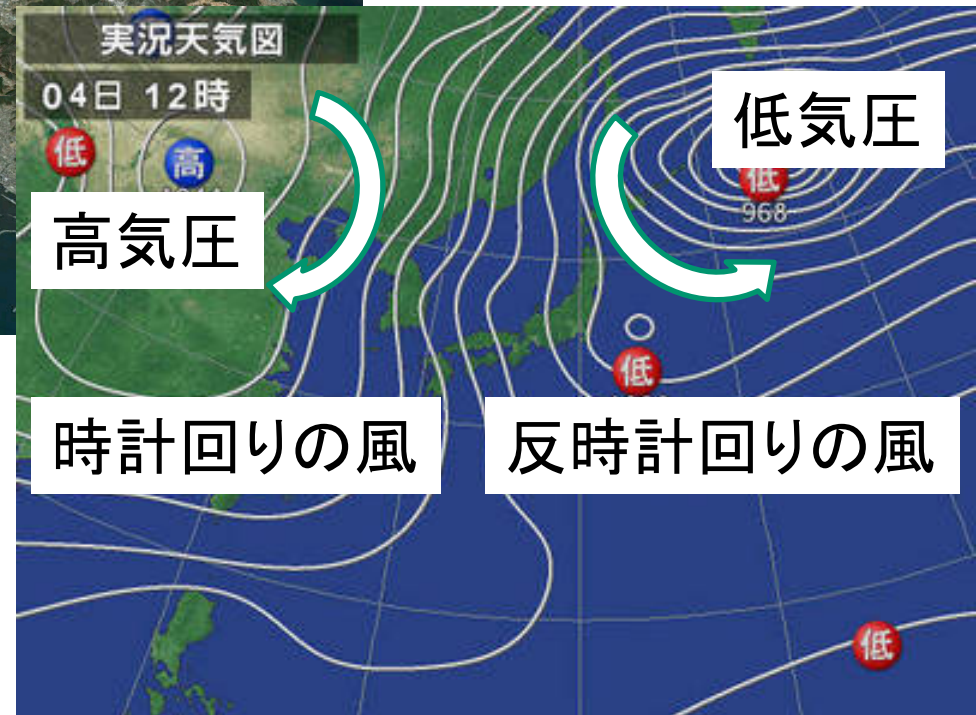 実況天気図
04日 12時
低気圧
低
高
低
968
高気圧
低
時計回りの風
反時計回りの風
低